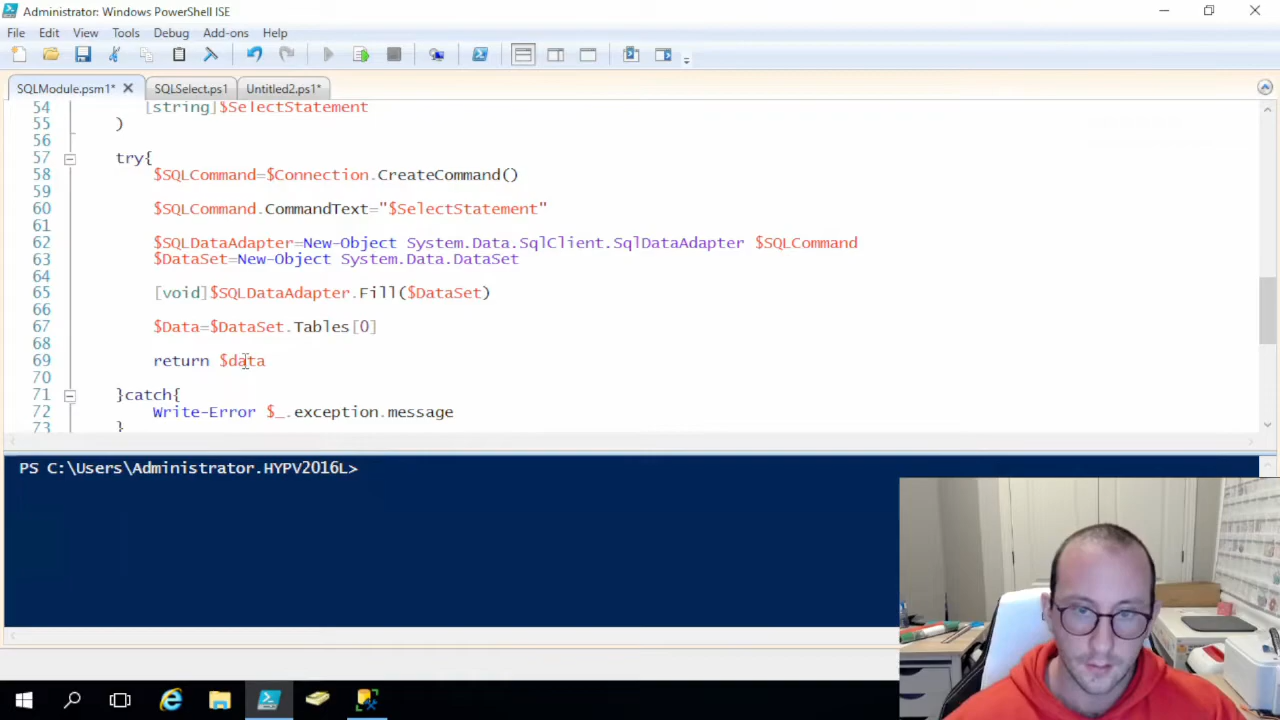 Administrator: Windows PowerShell ISE
File Edit View Tools Debug Add-ons Help
SQLModule.psm1* SQLSelect.ps1 Untitled2.ps1*
54 [string]$SelectStatement
55 )
56
57 try{
58 $SQLCommand=$Connection.CreateCommand()
59
60 $SQLCommand.CommandText="$SelectStatement"
61
62 $SQLDataAdapter=New-Object System.Data.SqlClient.SqlDataAdapter $SQLCommand
63 $DataSet=New-Object System.Data.DataSet
64
65 [void]$SQLDataAdapter.Fill($DataSet)
66
67 $Data=$DataSet.Tables[0]
68
69 return $data
70
71 }catch{
72 Write-Error $_.exception.message
73 }
PS C:\Users\Administrator.HYPV2016L>